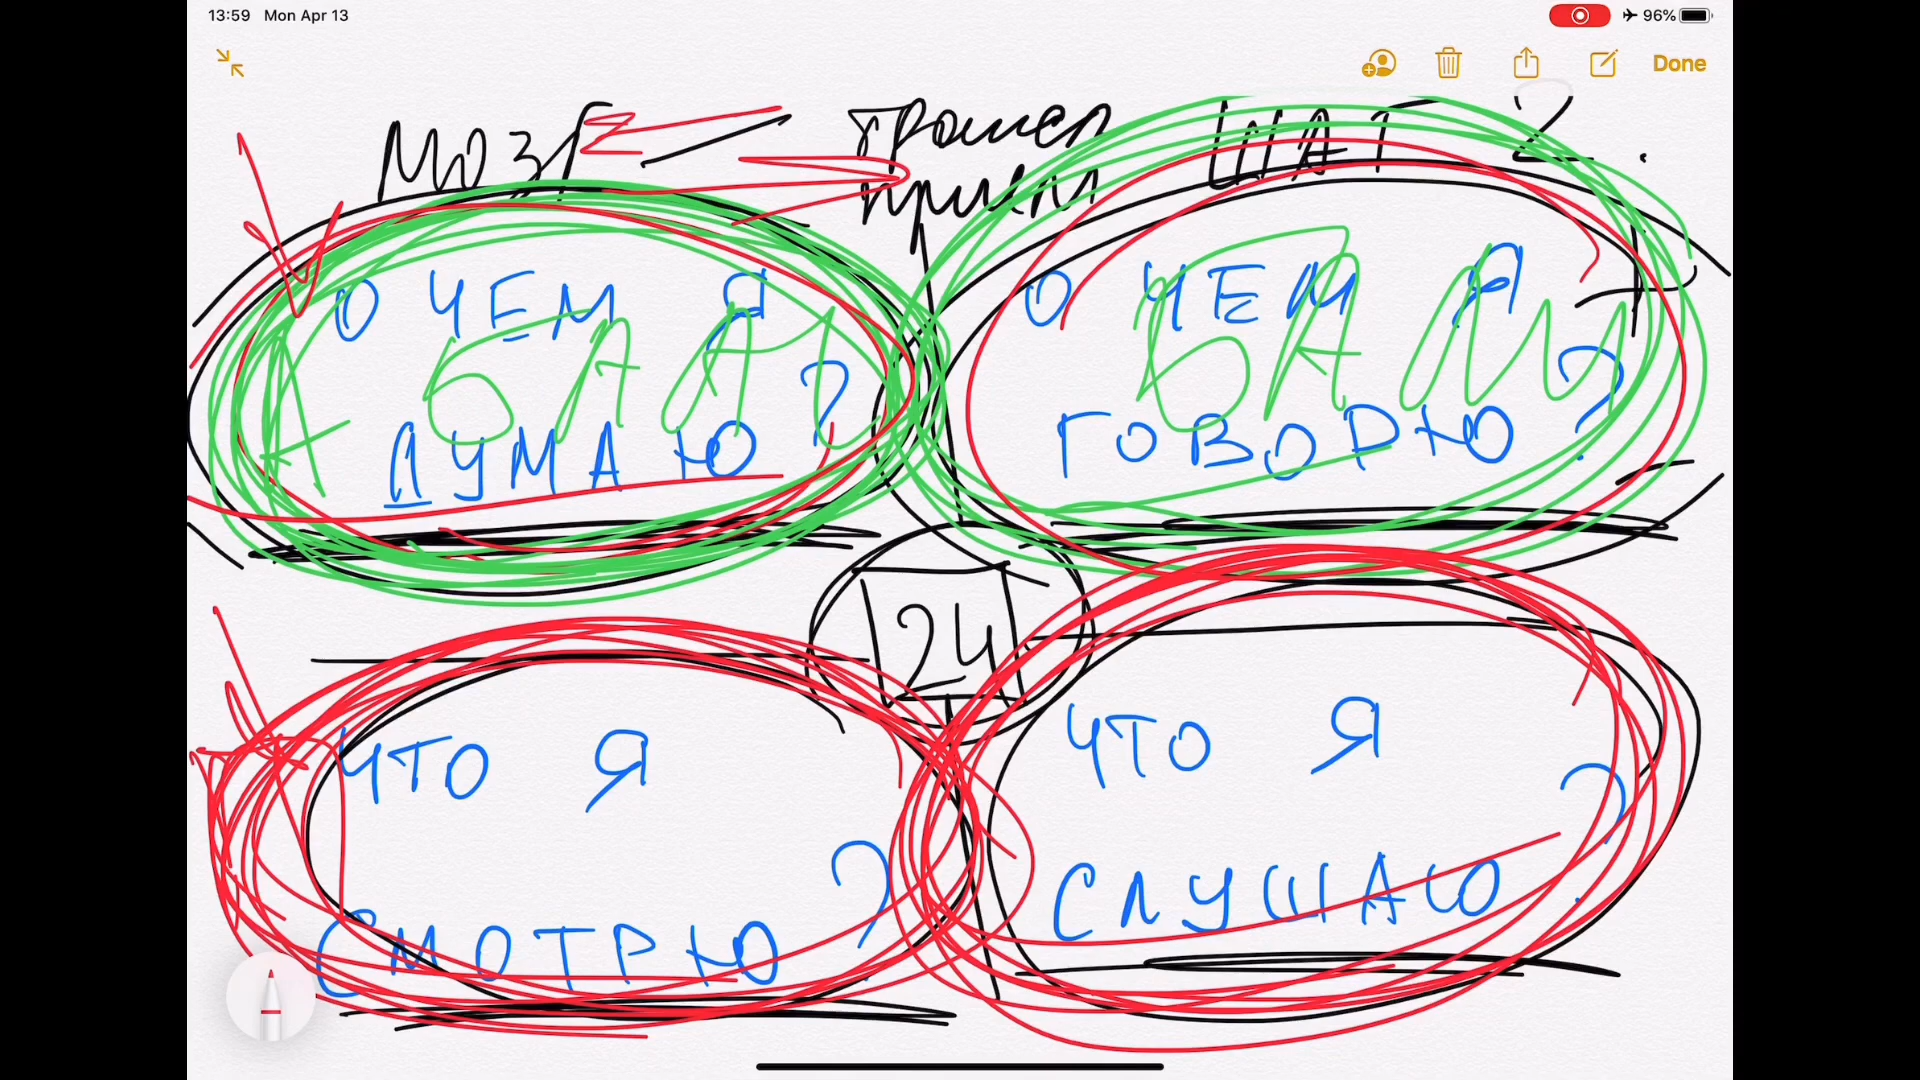 13:59 Mon Apr 13
96%
Done
МОЗГ
ШАГ 2.
О ЧЕМ Я
ДУМАЮ?
О ЧЕМ Я
ГОВОРЮ?
24
ЧТО Я
СМОТРЮ?
ЧТО Я
СЛУШАЮ?